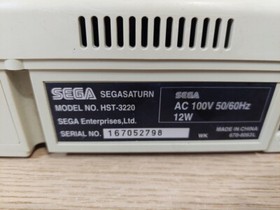 SEGA SEGASATURN
MODEL NO. HST-3220
SEGA Enterprises,Ltd.
SERIAL NO. 167052798
SEGA
AC 100V 50/60Hz
12W
MADE IN CHINA
WK